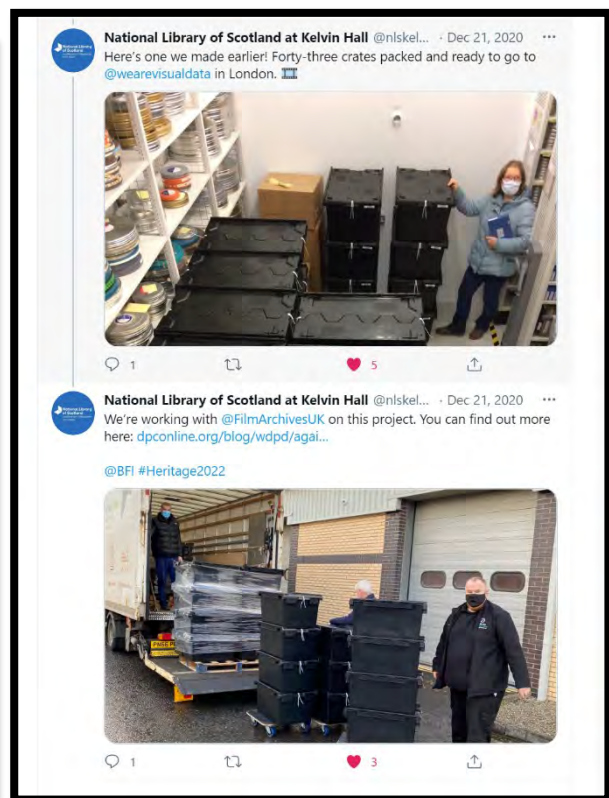 National Library of Scotland at Kelvin Hall @nlskel... · Dec 21, 2020 ...
Here's one we made earlier! Forty-three crates packed and ready to go to
@wearevisualdata in London.
1 5
National Library of Scotland at Kelvin Hall @nlskel... · Dec 21, 2020 ...
We're working with @FilmArchivesUK on this project. You can find out more
here: dpconline.org/blog/wdpd/agai...
@BFI #Heritage2022
1 3